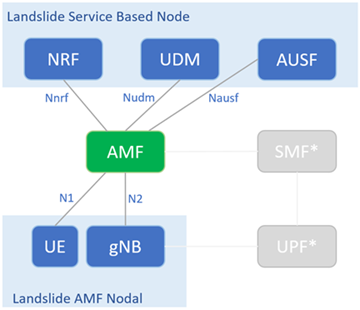 Landslide Service Based Node
NRF
UDM
AUSF
Nnrf
Nudm
Nausf
AMF
SMF*
N1
N2
UE
gNB
UPF*
Landslide AMF Nodal